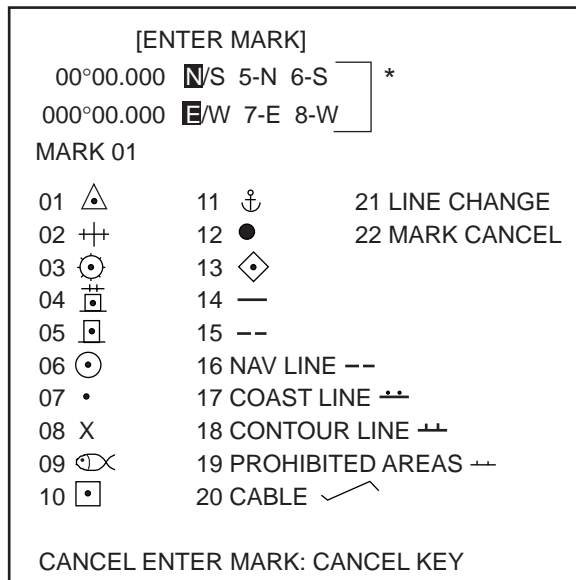 [ENTER MARK]
00°00.000 N/S 5-N 6-S *
000°00.000 E/W 7-E 8-W
MARK 01
01 11 21 LINE CHANGE
02 12 22 MARK CANCEL
03 13
04 14
05 15
06 16 NAV LINE
07 17 COAST LINE
08 X 18 CONTOUR LINE
09 19 PROHIBITED AREAS
10 20 CABLE
CANCEL ENTER MARK: CANCEL KEY